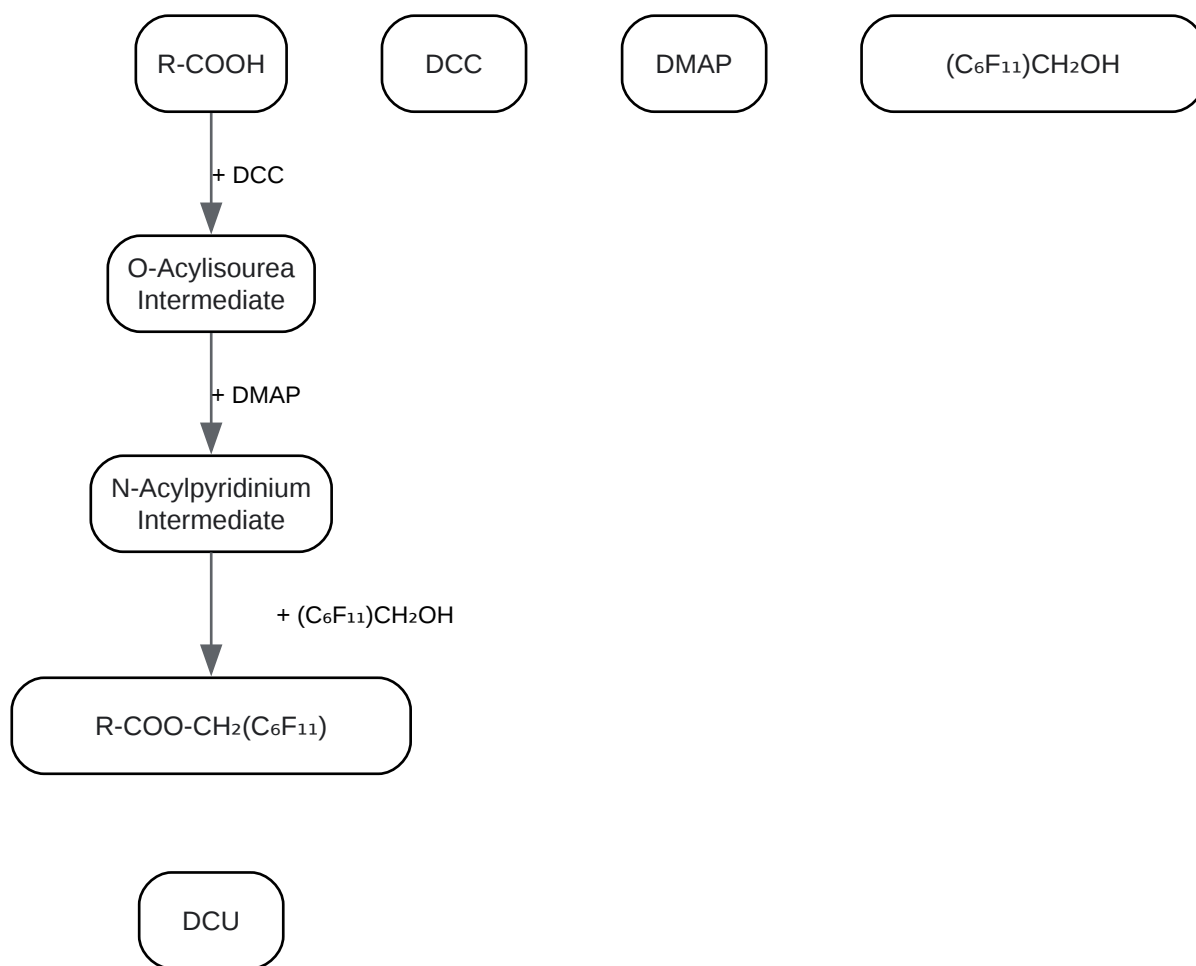 R-COOH
DCC
DMAP
(C₆F₁₁)CH₂OH
+ DCC
O-Acylisourea
Intermediate
+ DMAP
N-Acylpyridinium
Intermediate
+ (C₆F₁₁)CH₂OH
R-COO-CH₂(C₆F₁₁)
DCU